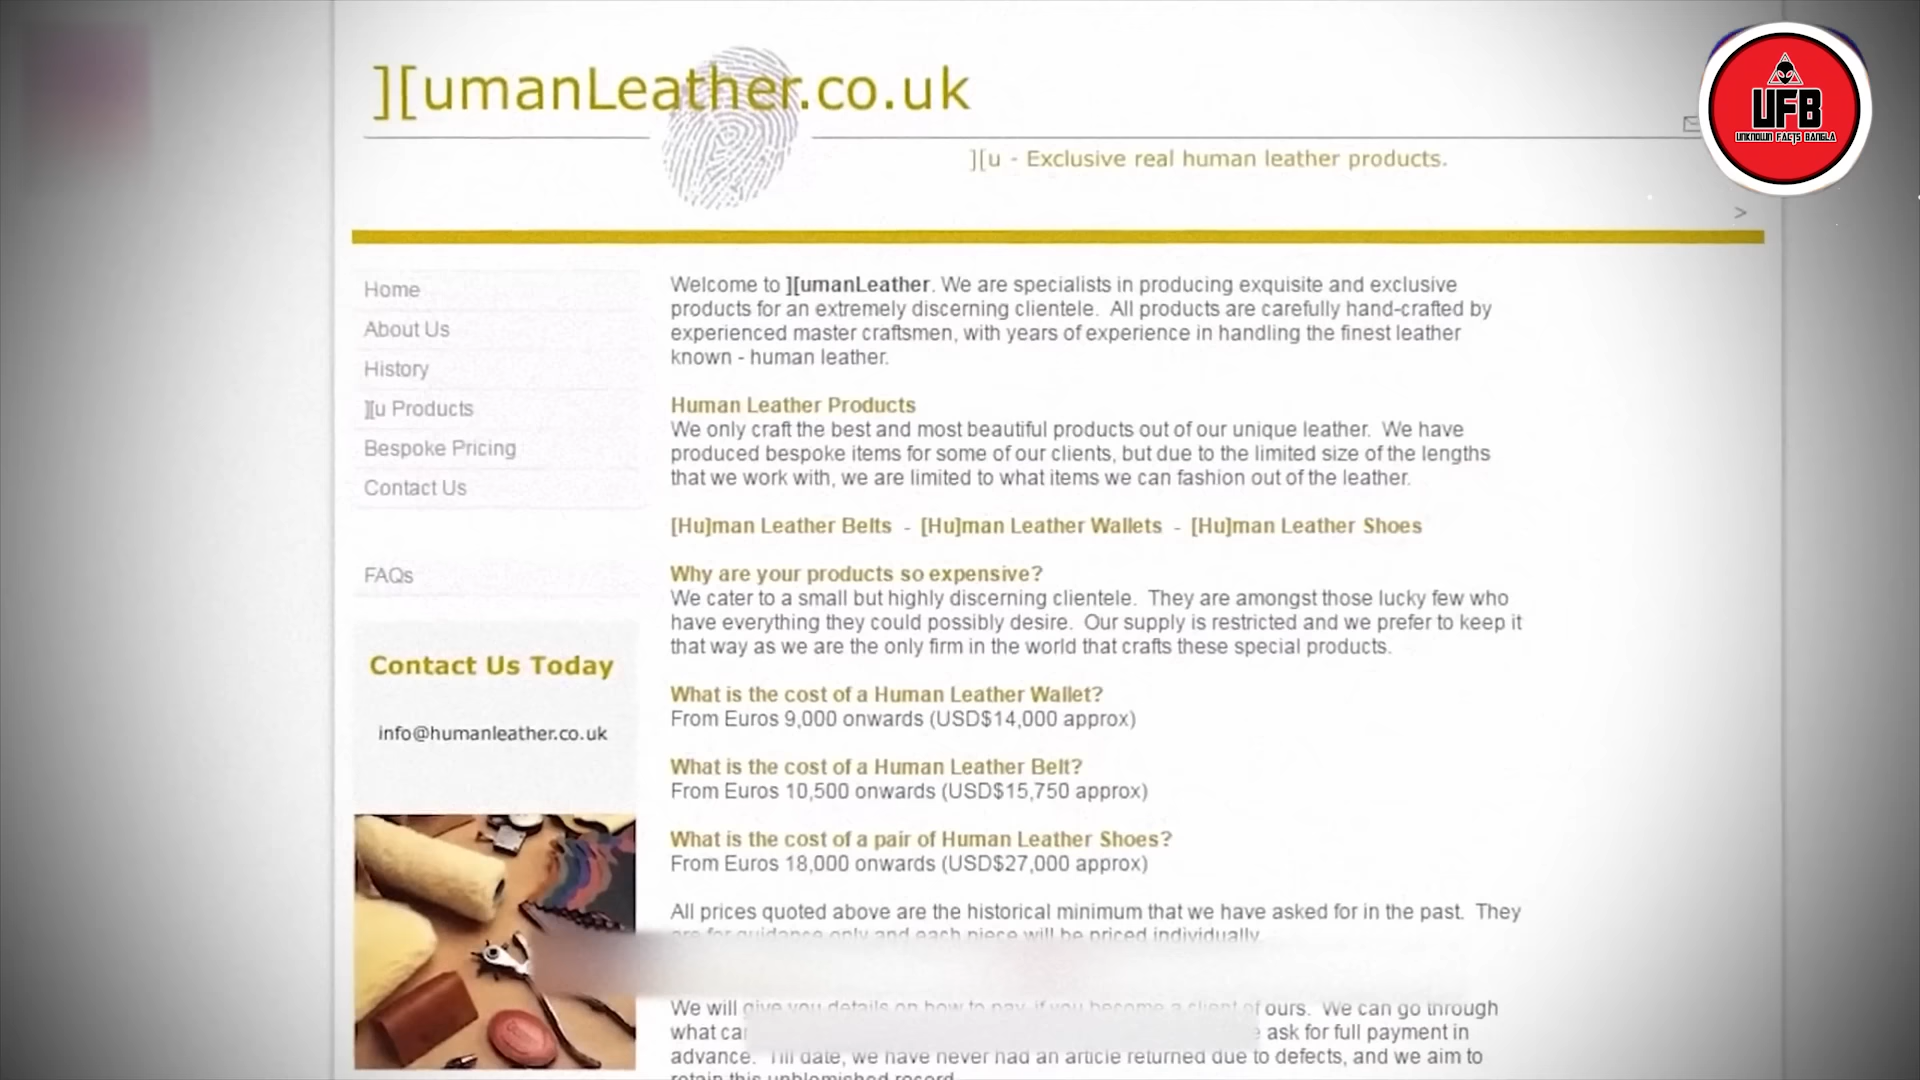 ][umanLeather.co.uk
UFB
UNKNOWN FACTS BANGLA
][u - Exclusive real human leather products.
>
Home
About Us
History
][u Products
Bespoke Pricing
Contact Us
FAQs
Contact Us Today
info@humanleather.co.uk
Welcome to ][umanLeather. We are specialists in producing exquisite and exclusive
products for an extremely discerning clientele. All products are carefully hand-crafted by
experienced master craftsmen, with years of experience in handling the finest leather
known - human leather.
Human Leather Products
We only craft the best and most beautiful products out of our unique leather. We have
produced bespoke items for some of our clients, but due to the limited size of the lengths
that we work with, we are limited to what items we can fashion out of the leather.
[Hu]man Leather Belts - [Hu]man Leather Wallets - [Hu]man Leather Shoes
Why are your products so expensive?
We cater to a small but highly discerning clientele. They are amongst those lucky few who
have everything they could possibly desire. Our supply is restricted and we prefer to keep it
that way as we are the only firm in the world that crafts these special products.
What is the cost of a Human Leather Wallet?
From Euros 9,000 onwards (USD$14,000 approx)
What is the cost of a Human Leather Belt?
From Euros 10,500 onwards (USD$15,750 approx)
What is the cost of a pair of Human Leather Shoes?
From Euros 18,000 onwards (USD$27,000 approx)
All prices quoted above are the historical minimum that we have asked for in the past. They
are for guidance only and each piece will be priced individually.
We will give you details on how to pay, if you become a client of ours. We can go through
what ask for full payment in
advance. Till date, we have never had an article returned due to defects, and we aim to
retain this unblemished record.